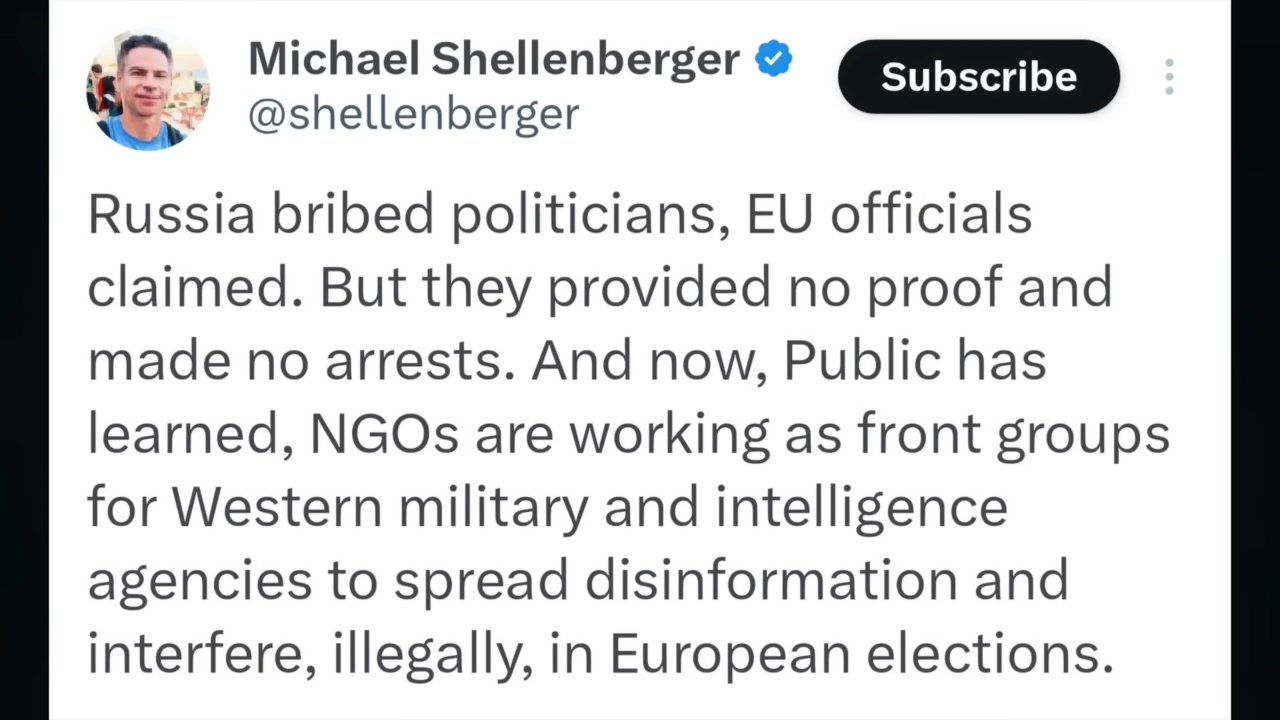 Michael Shellenberger
Subscribe
@shellenberger
Russia bribed politicians, EU officials
claimed. But they provided no proof and
made no arrests. And now, Public has
learned, NGOs are working as front groups
for Western military and intelligence
agencies to spread disinformation and
interfere, illegally, in European elections.